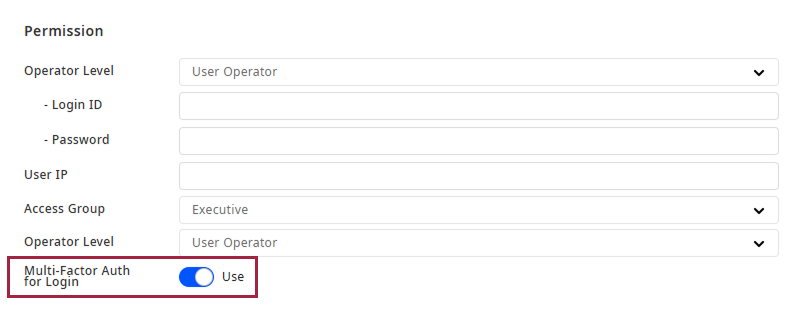 Permission
Operator Level
User Operator
- Login ID
- Password
User IP
Access Group
Executive
Operator Level
User Operator
Multi-Factor Auth
for Login
Use